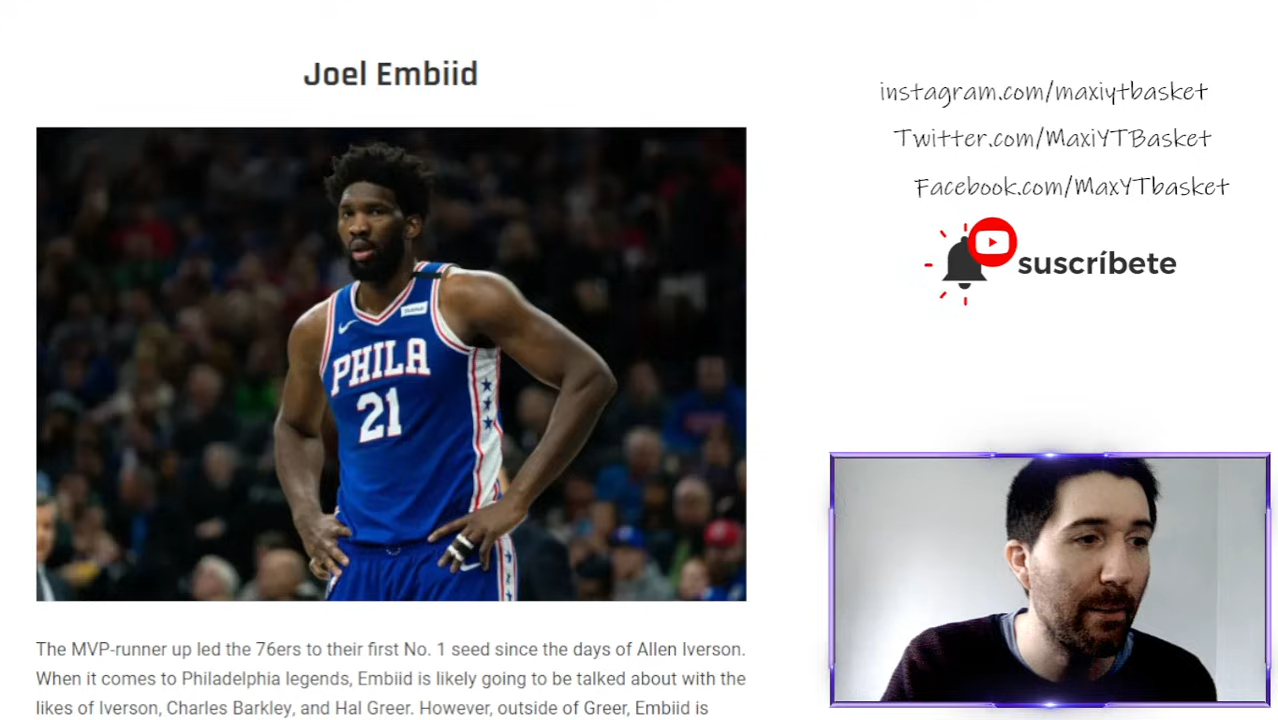 Joel Embiid
instagram.com/maxiytbasket
Twitter.com/MaxiYTBasket
Facebook.com/MaxYTbasket
suscríbete
PHILA
21
The MVP-runner up led the 76ers to their first No. 1 seed since the days of Allen Iverson.
When it comes to Philadelphia legends, Embiid is likely going to be talked about with the
likes of Iverson, Charles Barkley, and Hal Greer. However, outside of Greer, Embiid is